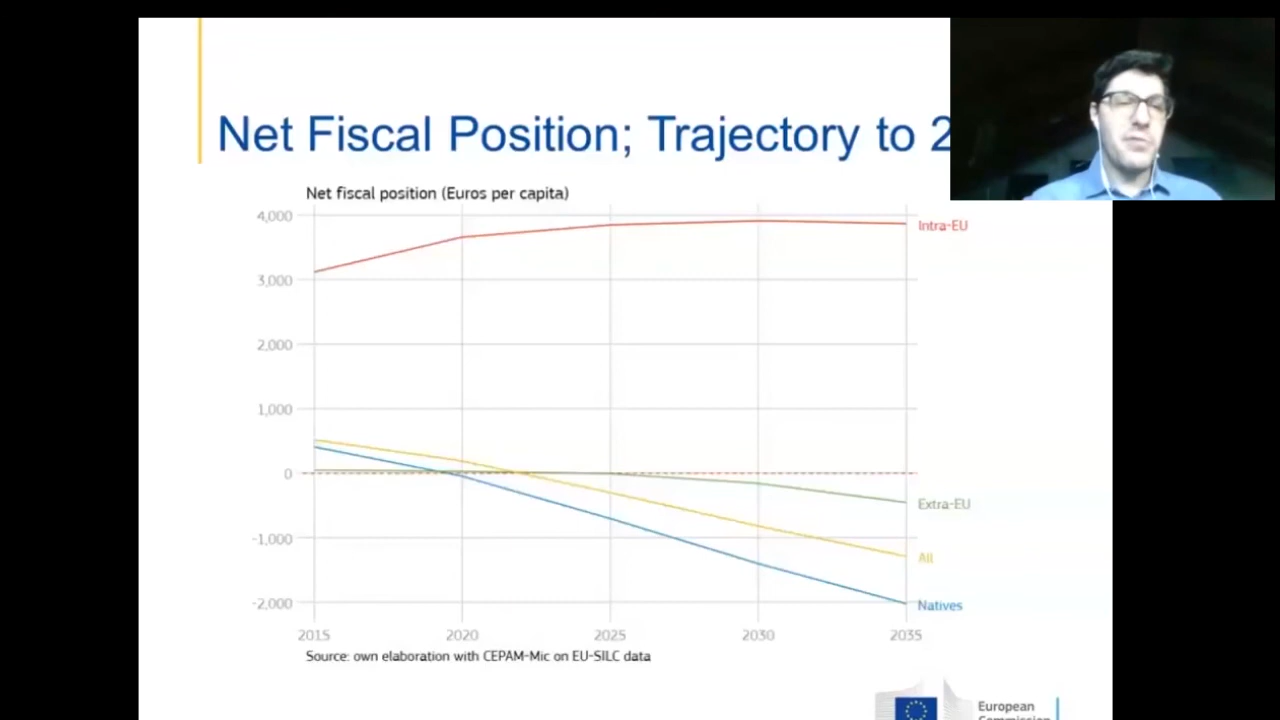 Net Fiscal Position; Trajectory to 2
Net fiscal position (Euros per capita)
4,000
Intra-EU
3,000
2,000
1,000
0
Extra-EU
-1,000
All
-2,000
Natives
2015 2020 2025 2030 2035
Source: own elaboration with CEPAM-Mic on EU-SILC data
European
Commission